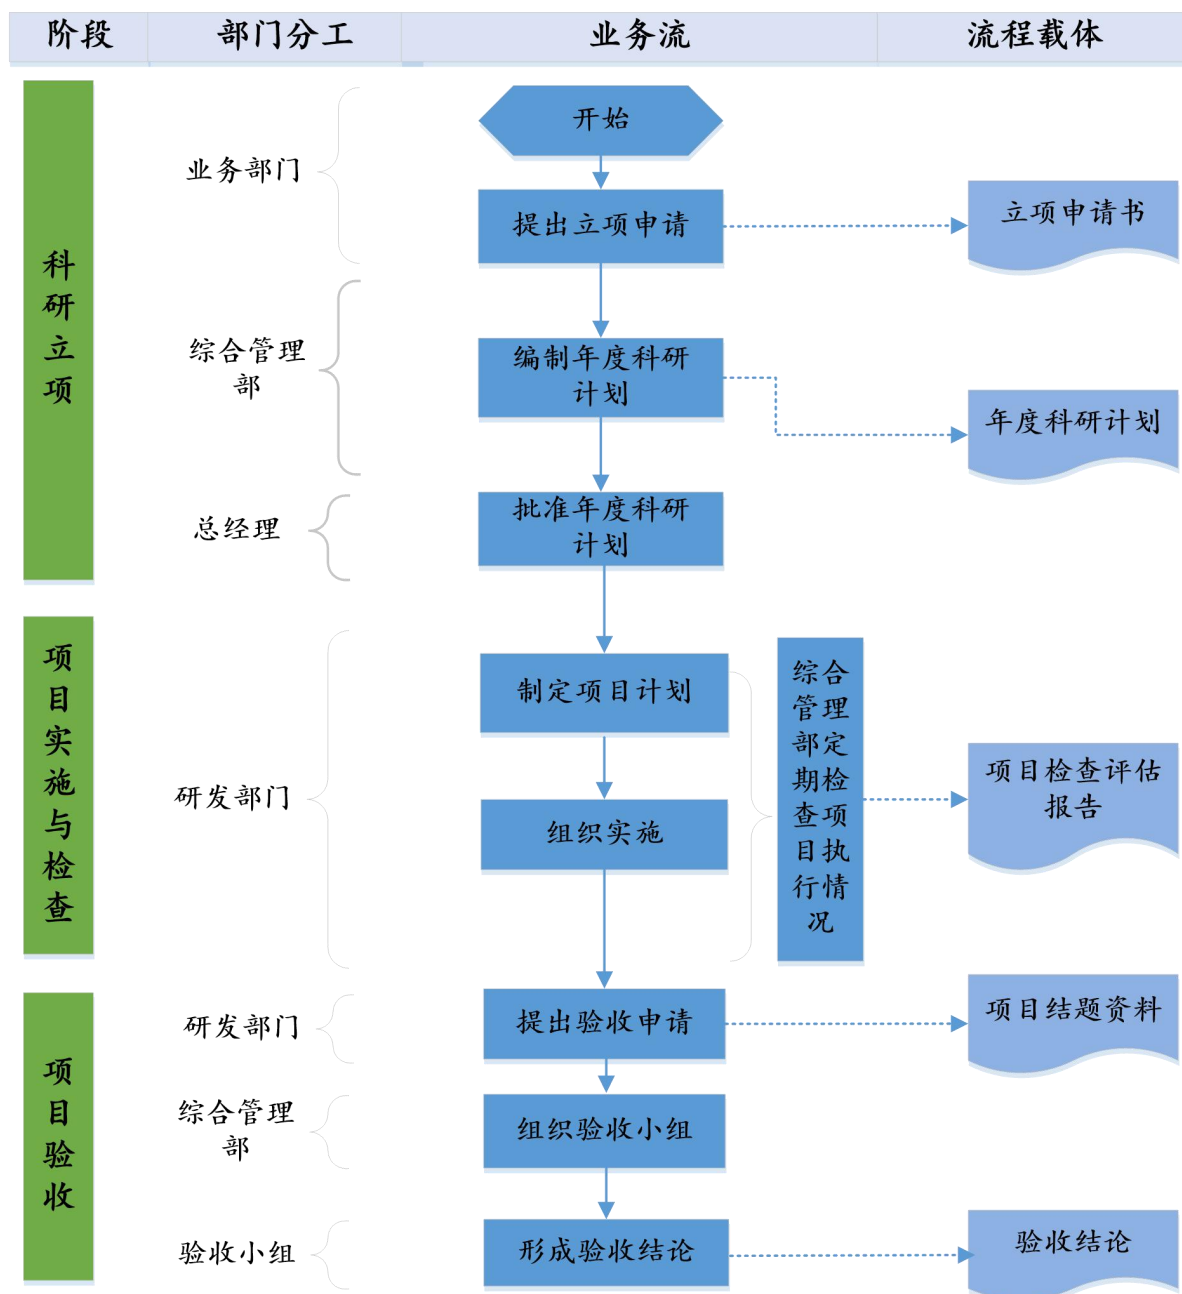 阶段 部门分工 业务流 流程载体
科研立项
业务部门
开始
提出立项申请
立项申请书
综合管理
部
编制年度科研
计划
年度科研计划
总经理
批准年度科研
计划
项目实施与检查
研发部门
制定项目计划
组织实施
综合
管理
部定
期检
查项
目执
行情
况
项目检查评估
报告
项目验收
研发部门
提出验收申请
项目结题资料
综合管理
部
组织验收小组
验收小组
形成验收结论
验收结论